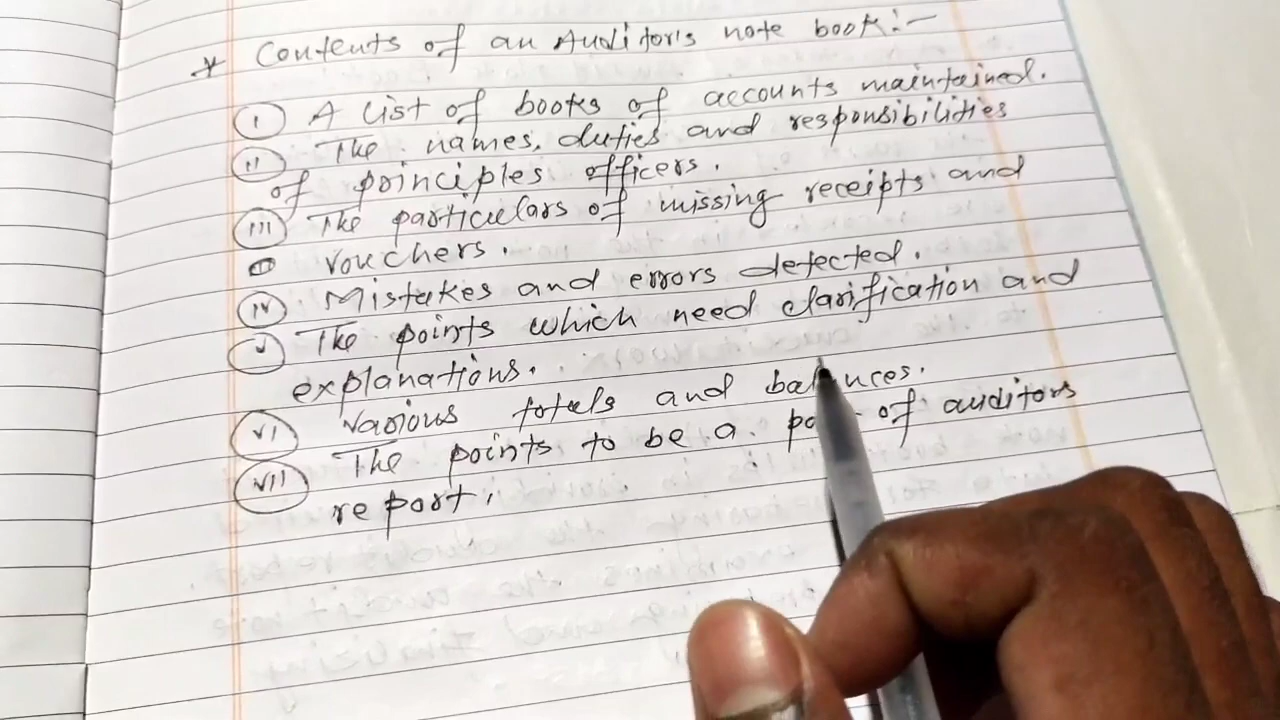 * Contents of an Auditor's note book:-
(i) A list of books of accounts maintained.
(ii) The names, duties and responsibilities
of principles officers.
(iii) The particulars of missing receipts and
vouchers.
(iv) Mistakes and errors detected.
(v) The points which need clarification and
explanations.
(vi) Various totals and balances.
(vii) The points to be a of auditors
report.